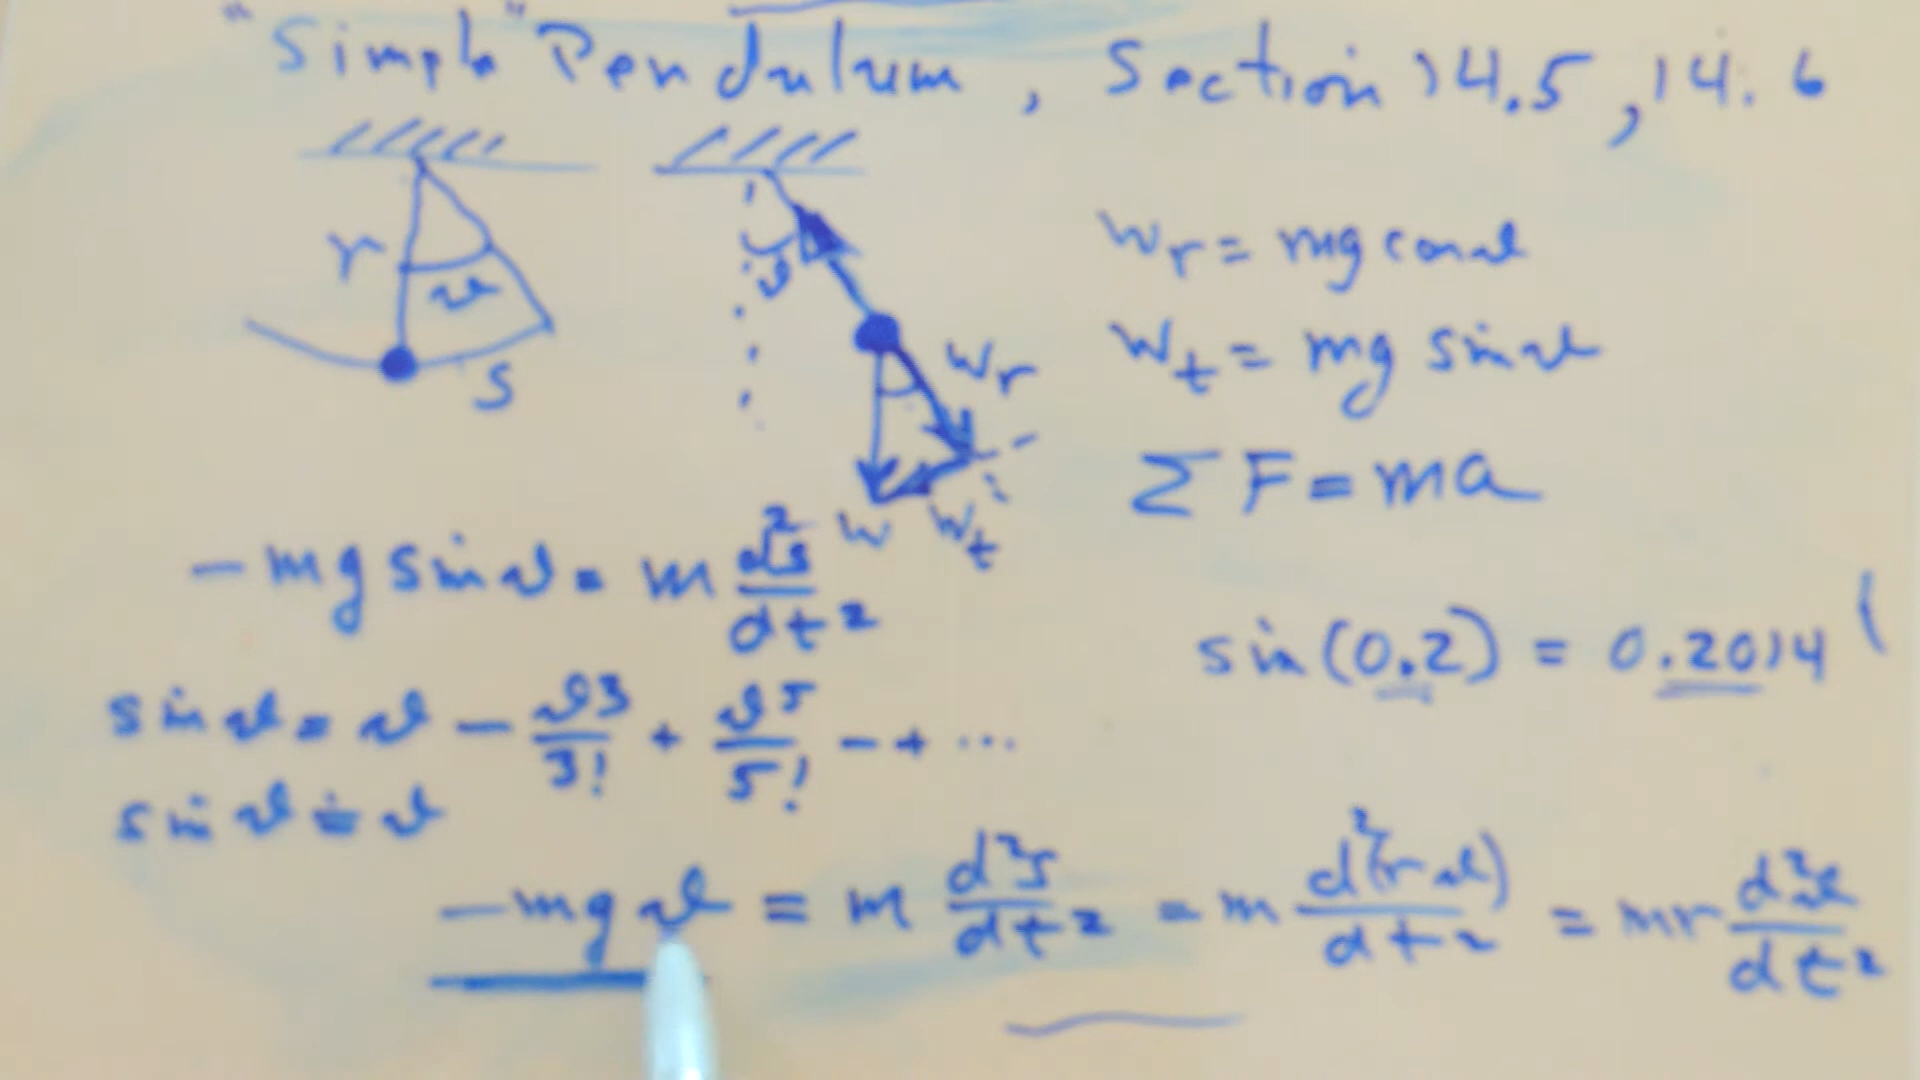 "Simple" Pendulum, Section 14.5, 14.6
r
ϑ
s
ϑ
Wr
W
Wt
Wr = mg cos ϑ
Wt = mg sin ϑ
Σ F = ma
- mg sin ϑ = m d²s/dt²
sin(0.2) = 0.2014 (
sin ϑ = ϑ - ϑ3/3! + ϑ5/5! - + ...
sin ϑ ≐ ϑ
- mg ϑ = m d²s/dt² = m d²(rϑ)/dt² = mr d²ϑ/dt²